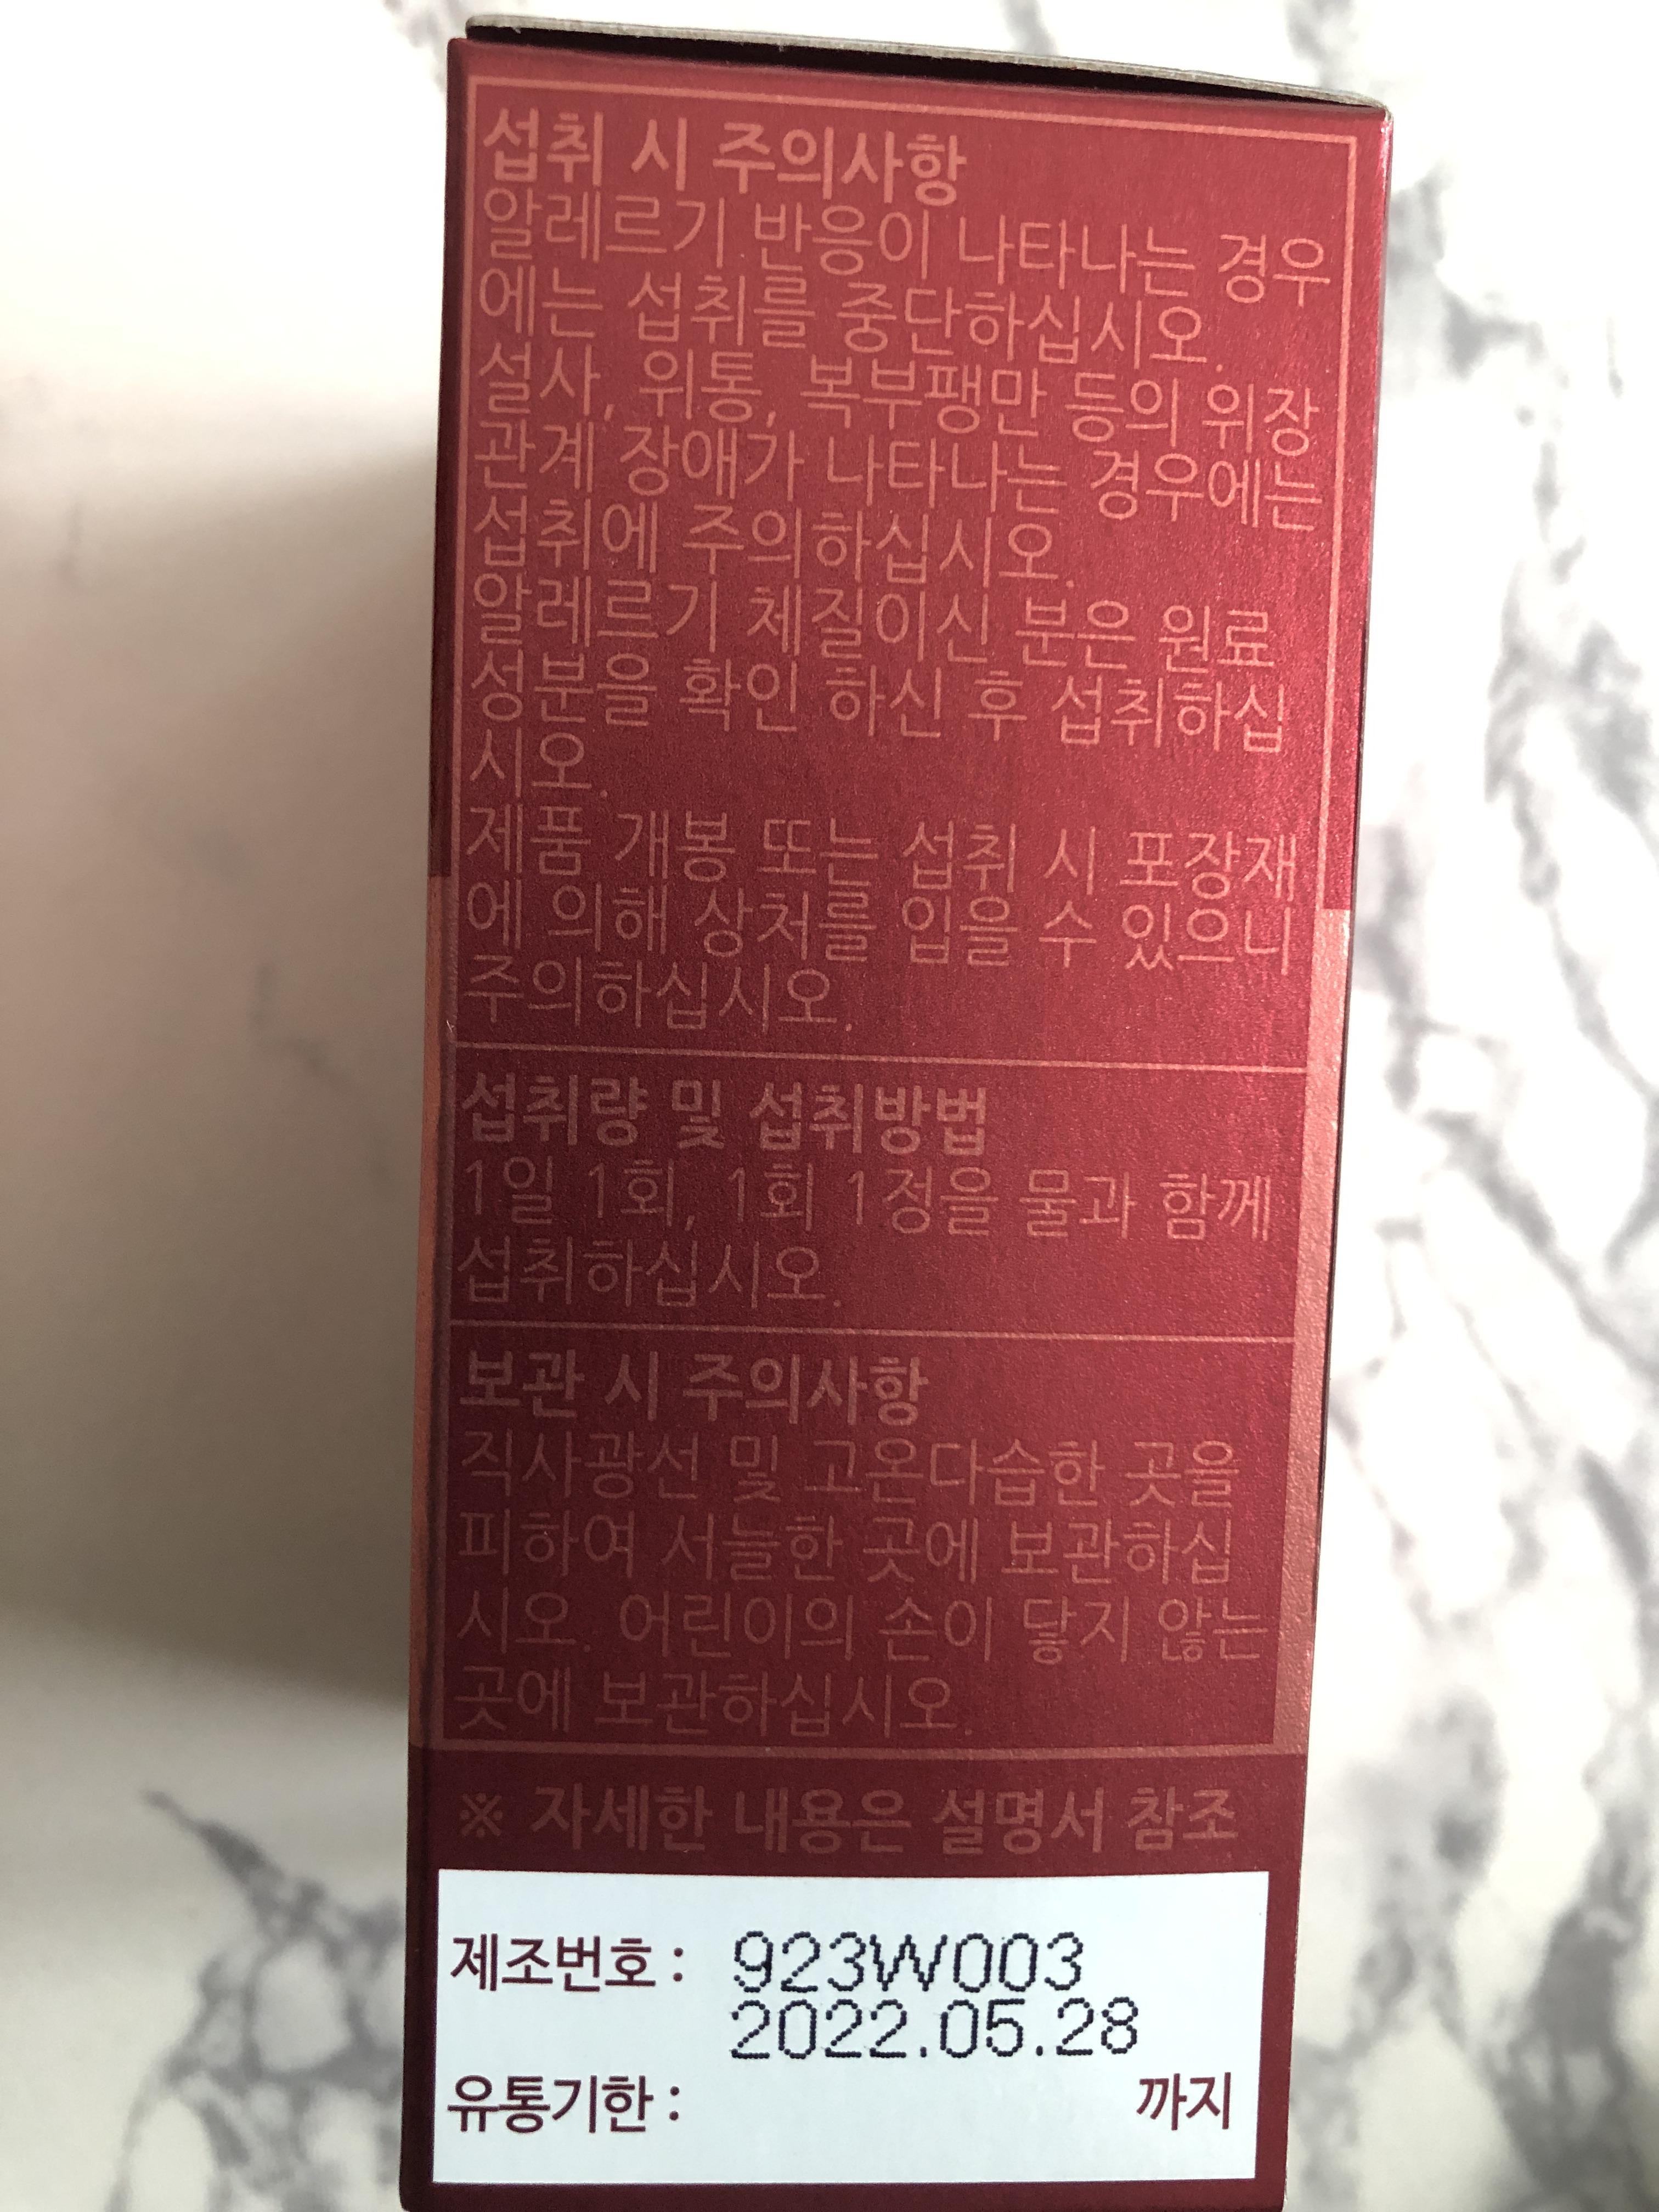 섭취 시 주의사항
알레르기 반응이 나타나는 경우
에는 섭취를 중단하십시오.
설사, 위통, 복부팽만 등의 위장
관계 장애가 나타나는 경우에는
섭취에 주의하십시오.
알레르기 체질이신 분은 원료
성분을 확인 하신 후 섭취하십
시오.
제품 개봉 또는 섭취 시 포장재
에 의해 상처를 입을 수 있으니
주의하십시오.
섭취량 및 섭취방법
1일 1회, 1회 1정을 물과 함께
섭취하십시오.
보관 시 주의사항
직사광선 및 고온다습한 곳을
피하여 서늘한 곳에 보관하십
시오. 어린이의 손이 닿지 않는
곳에 보관하십시오.
※ 자세한 내용은 설명서 참조
제조번호 : 923W003
2022.05.28
유통기한 : 까지